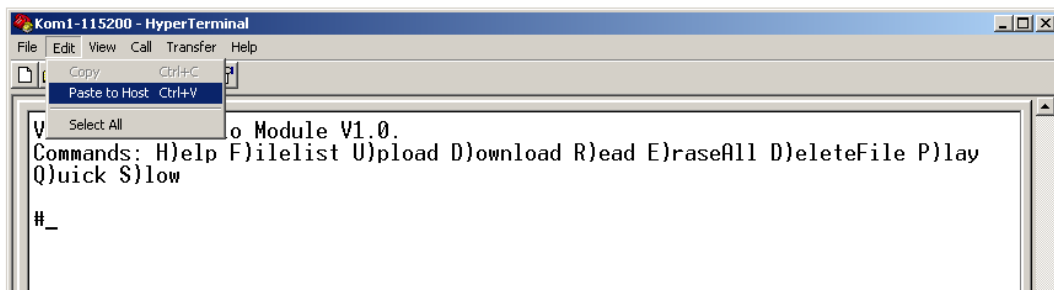 Kom1-115200 - HyperTerminal
File Edit View Call Transfer Help
Copy Ctrl+C
Paste to Host Ctrl+V
Select All
V o Module V1.0.
Commands: H)elp F)ilelist U)pload D)ownload R)ead E)raseAll D)eleteFile P)lay
Q)uick S)low
#_